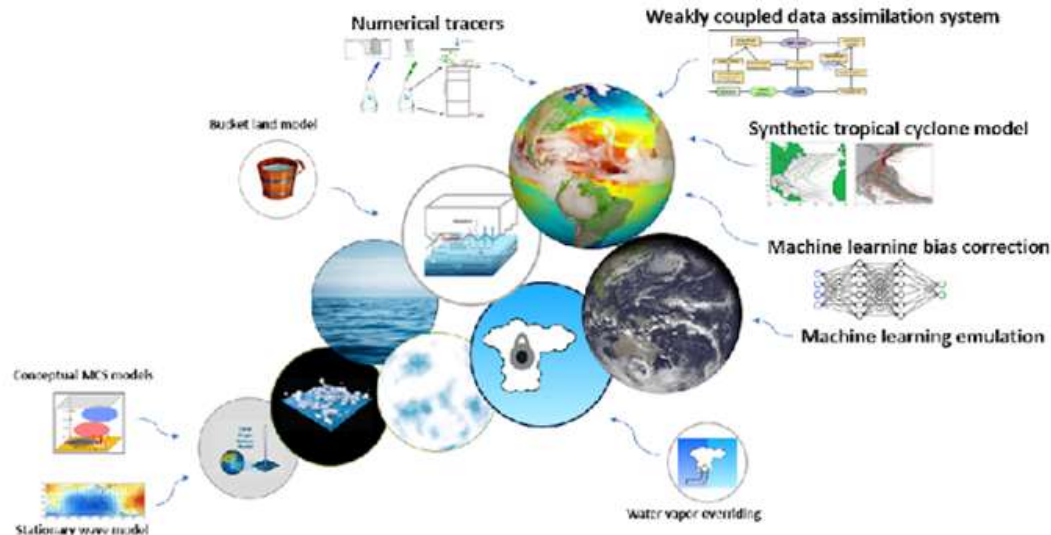 Numerical tracers
Weakly coupled data assimilation system
Bucket land model
Synthetic tropical cyclone model
Machine learning bias correction
Machine learning emulation
Conceptual MCS models
Stationary wave model
Water vapor overriding